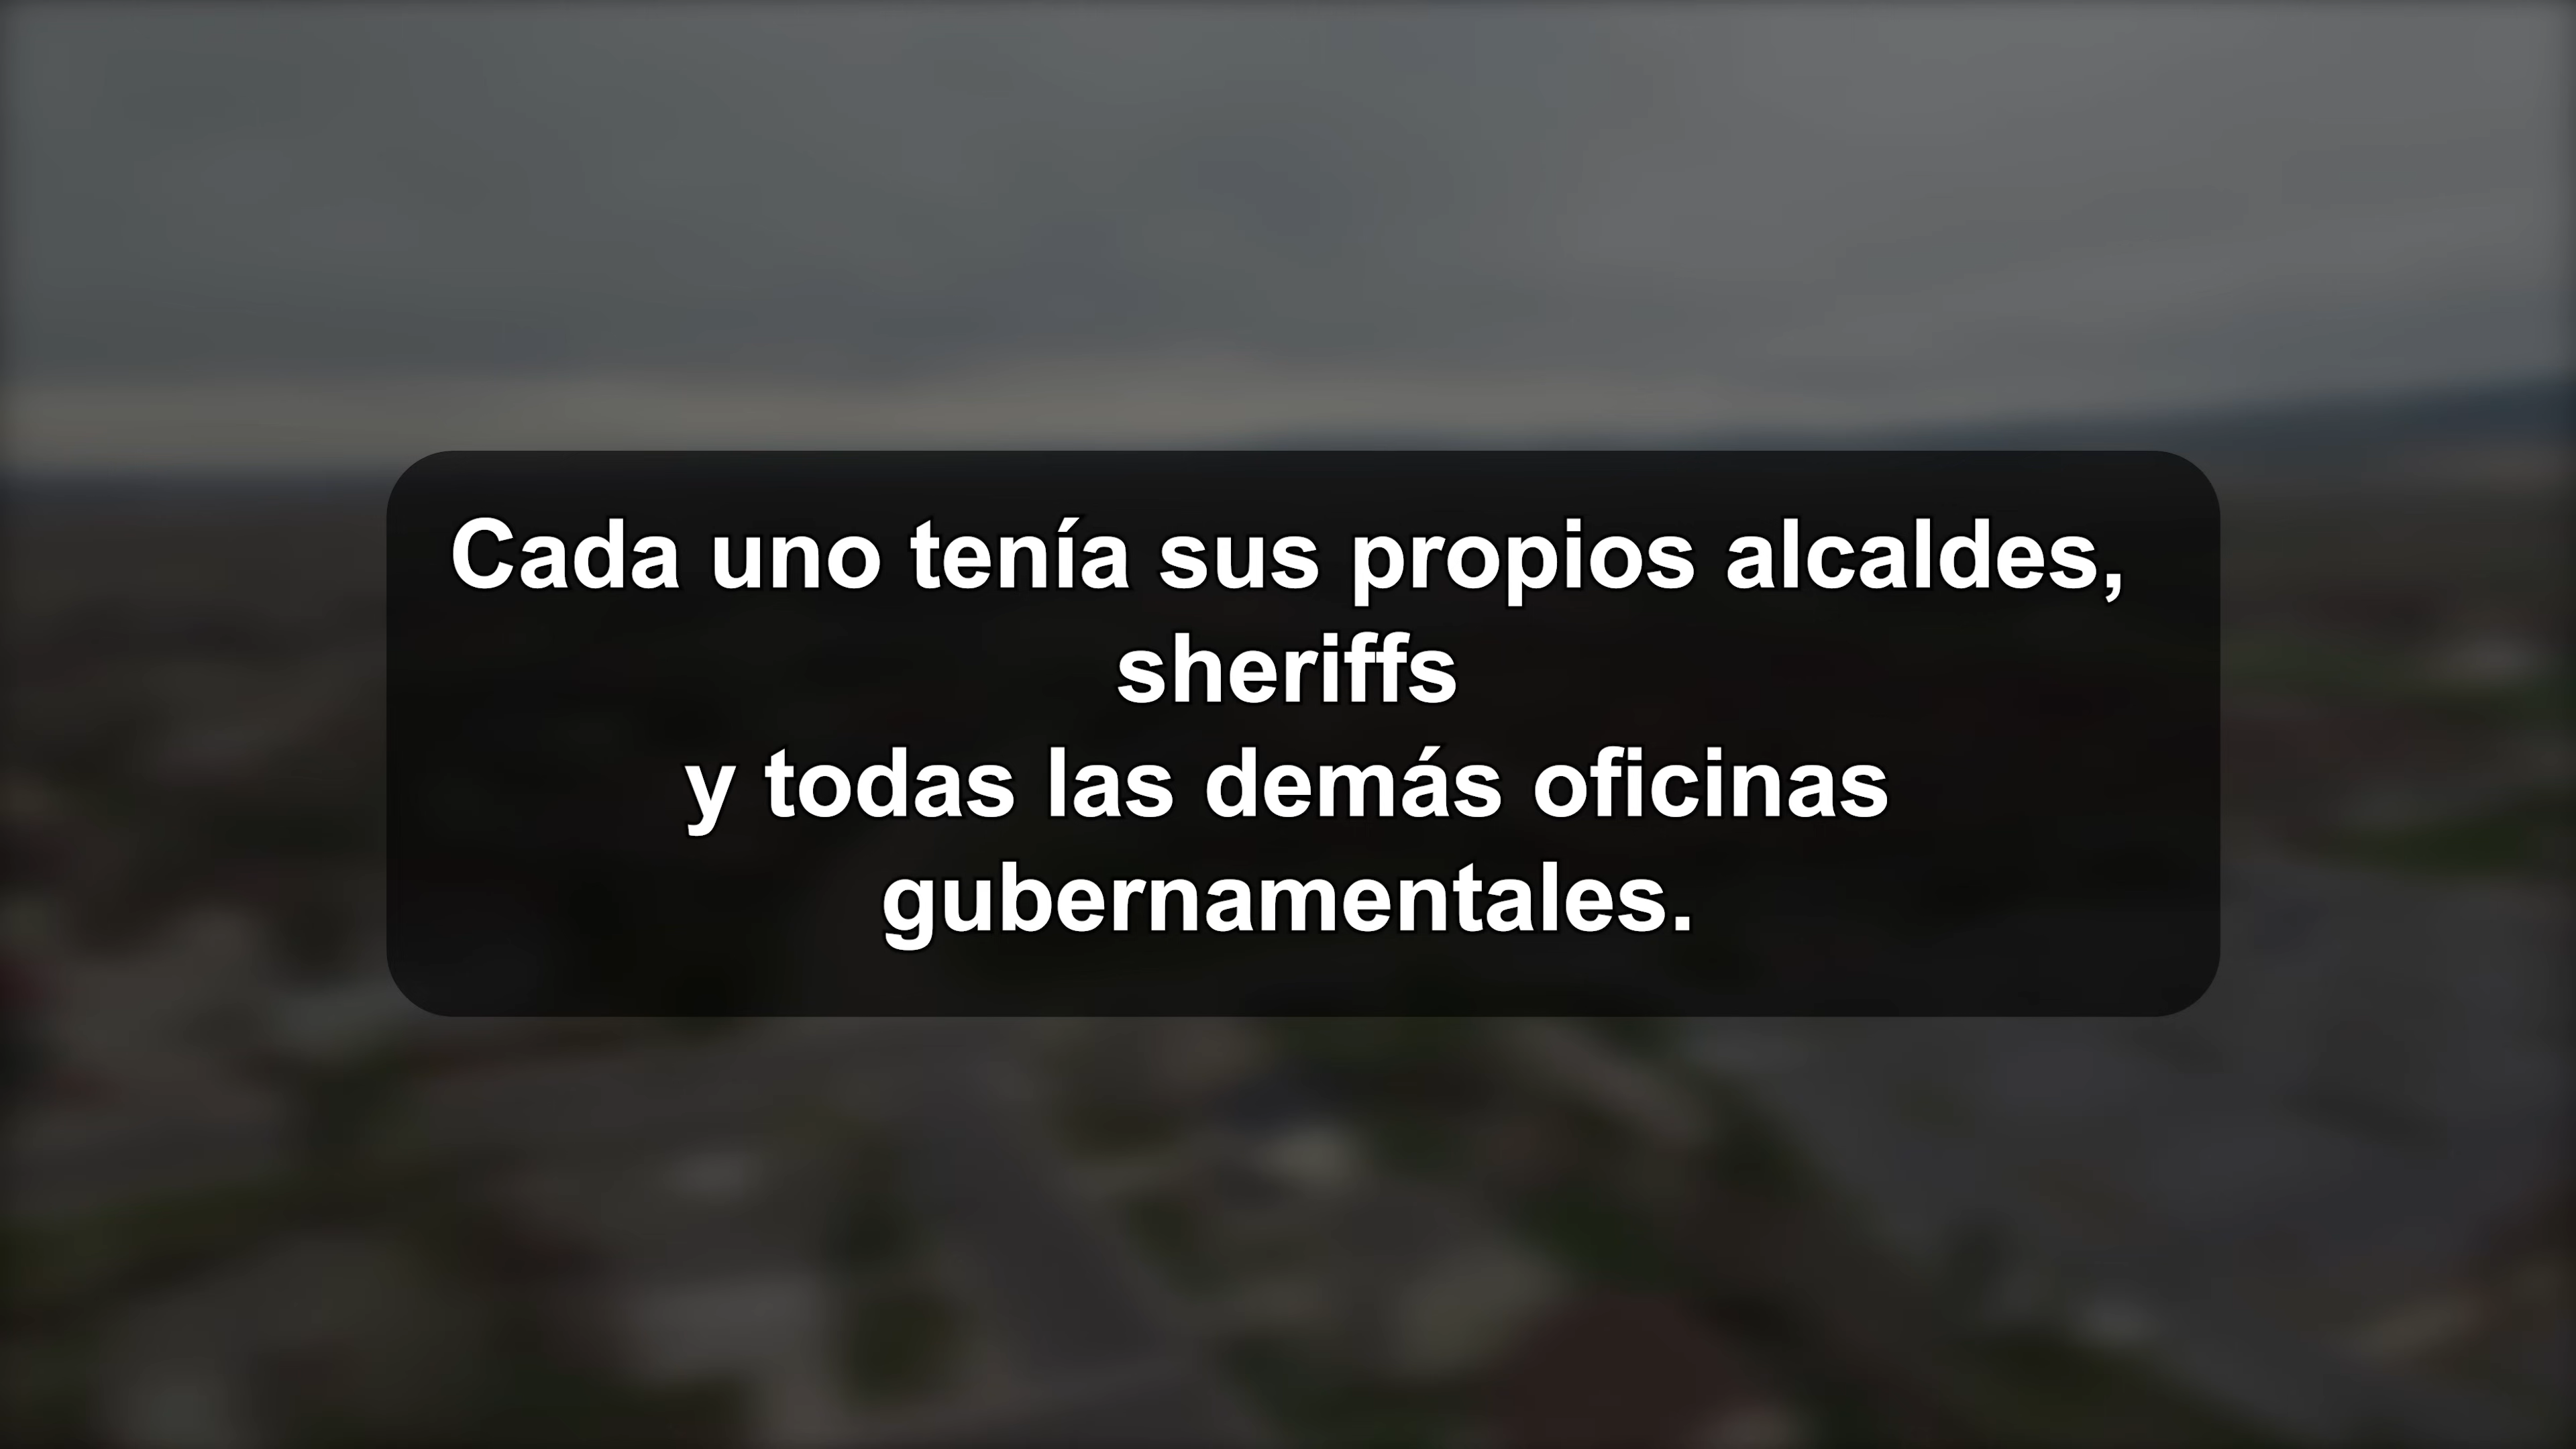 Cada uno tenía sus propios alcaldes,
sheriffs
y todas las demás oficinas
gubernamentales.